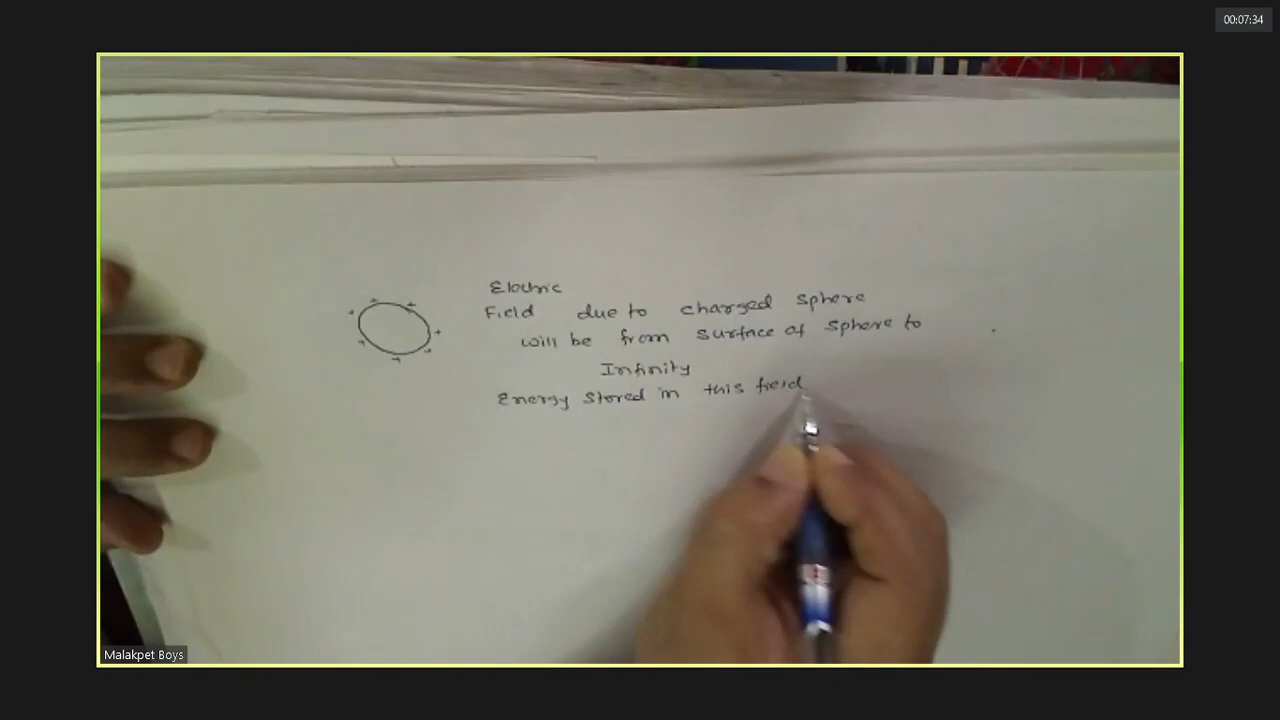 00:07:34
Electric
Field due to charged sphere
will be from surface of sphere to
Infinity
Energy stored in this field
Malakpet Boys